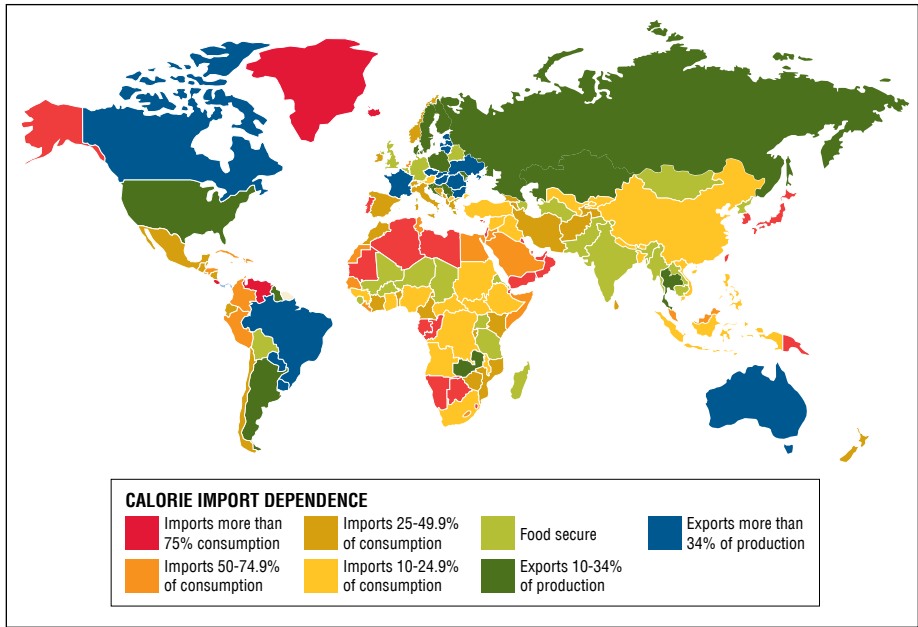 CALORIE IMPORT DEPENDENCE
Imports more than
75% consumption
Imports 50-74.9%
of consumption
Imports 25-49.9%
of consumption
Imports 10-24.9%
of consumption
Food secure
Exports 10-34%
of production
Exports more than
34% of production